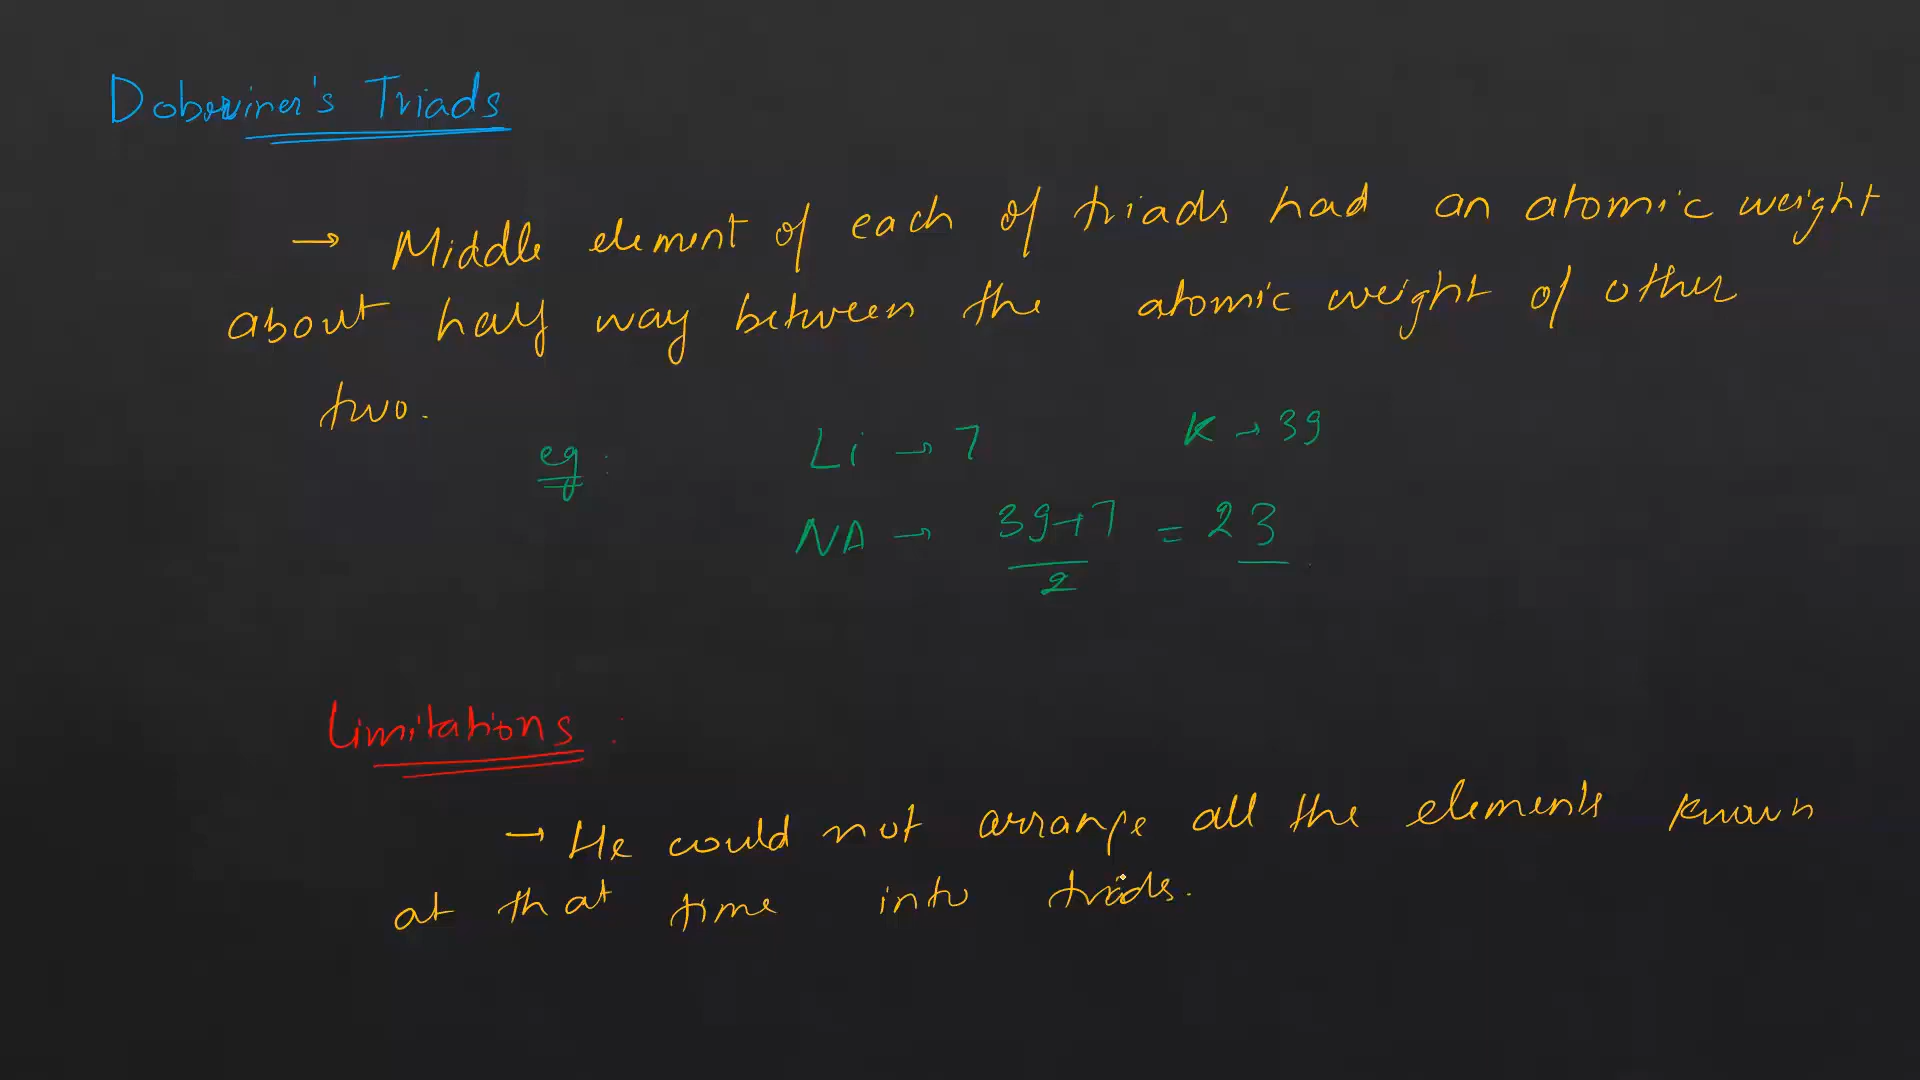 Dobereiner's Triads
→ Middle element of each of triads had an atomic weight
about half way between the atomic weight of other
two.
eg : Li → 7 K → 39
NA → 39+7/2 = 23
Limitations :
→ He could not arrange all the elements known
at that time into triads.